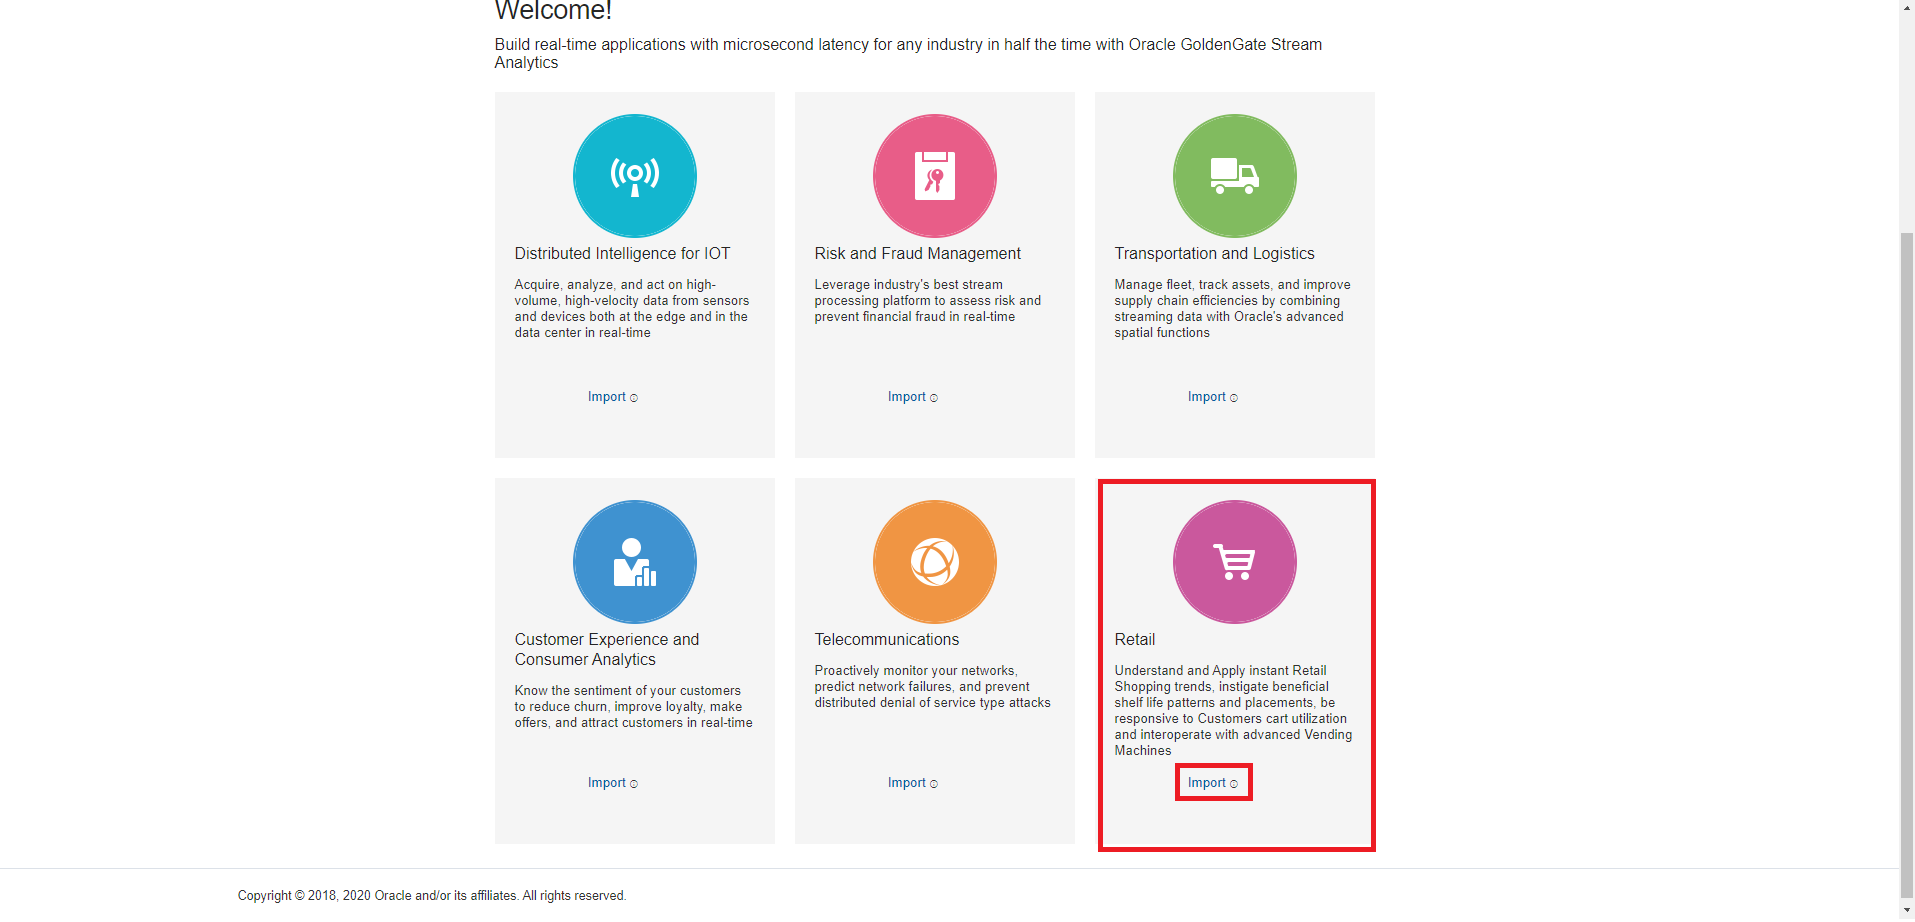 Welcome!
Build real-time applications with microsecond latency for any industry in half the time with Oracle GoldenGate Stream
Analytics
Distributed Intelligence for IOT
Acquire, analyze, and act on high-
volume, high-velocity data from sensors
and devices both at the edge and in the
data center in real-time
Import
Risk and Fraud Management
Leverage industry's best stream
processing platform to assess risk and
prevent financial fraud in real-time
Import
Transportation and Logistics
Manage fleet, track assets, and improve
supply chain efficiencies by combining
streaming data with Oracle's advanced
spatial functions
Import
Customer Experience and
Consumer Analytics
Know the sentiment of your customers
to reduce churn, improve loyalty, make
offers, and attract customers in real-time
Import
Telecommunications
Proactively monitor your networks,
predict network failures, and prevent
distributed denial of service type attacks
Import
Retail
Understand and Apply instant Retail
Shopping trends, instigate beneficial
shelf life patterns and placements, be
responsive to Customers cart utilization
and interoperate with advanced Vending
Machines
Import
Copyright © 2018, 2020 Oracle and/or its affiliates. All rights reserved.